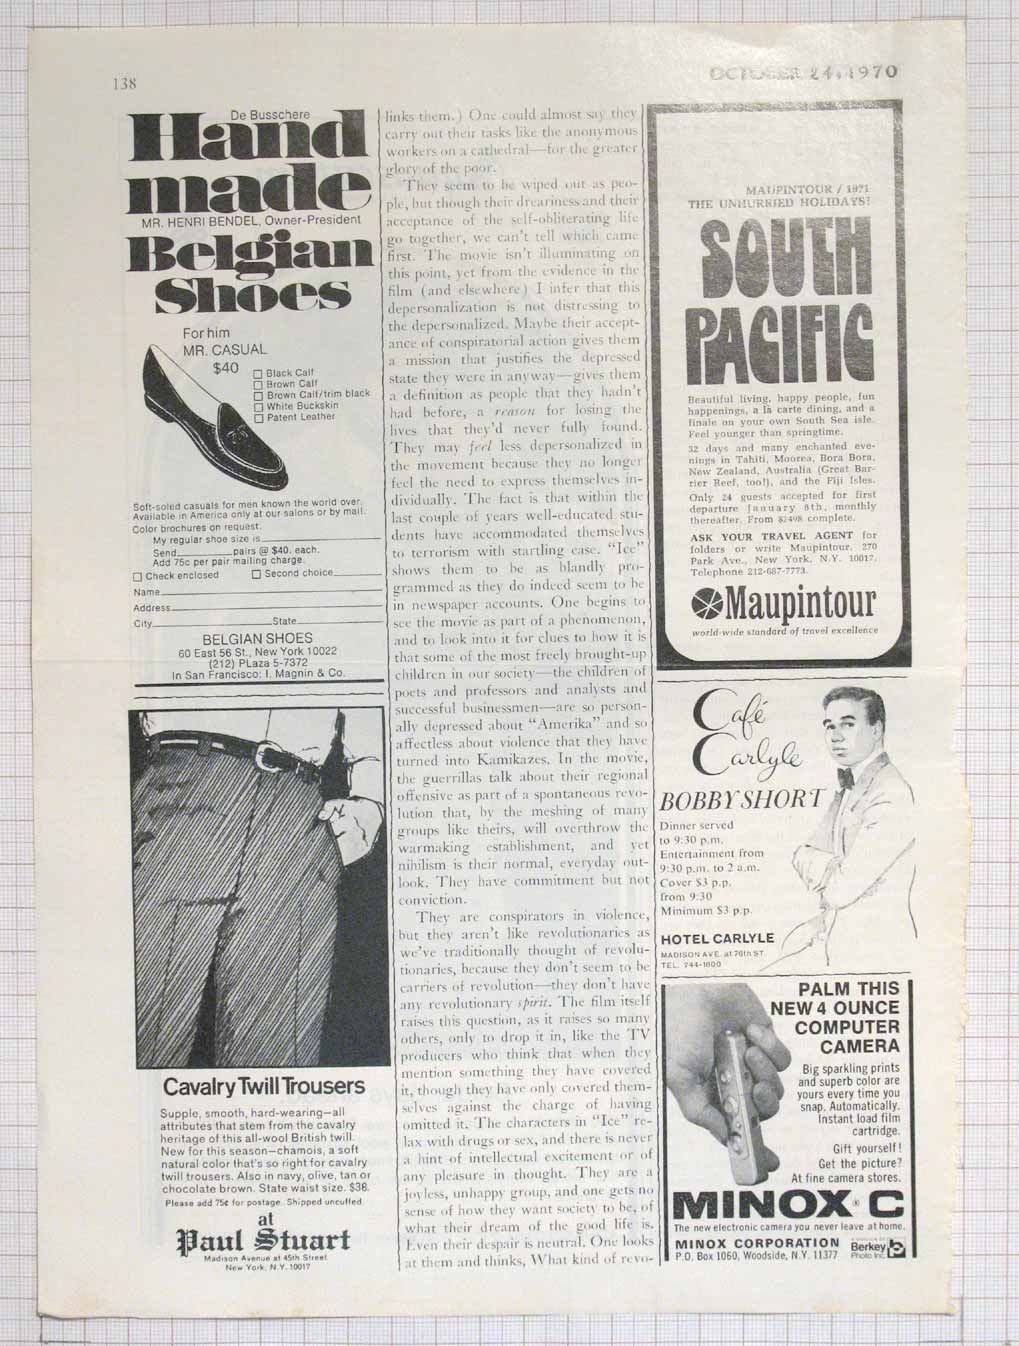 138
OCTOBER 24, 1970
De Busschere
Hand
made
MR. HENRI BENDEL, Owner-President
Belgian
Shoes
For him
MR. CASUAL
$40
Black Calf
Brown Calf
Brown Calf/trim black
White Buckskin
Patent Leather
Soft-soled casuals for men known the world over.
Available in America only at our salons or by mail.
Color brochures on request.
My regular shoe size is
Send pairs @ $40. each.
Add 75c per pair mailing charge.
Check enclosed Second choice
Name
Address
City State
BELGIAN SHOES
60 East 56 St., New York 10022
(212) PLaza 5-7372
In San Francisco: I. Magnin & Co.
Cavalry Twill Trousers
Supple, smooth, hard-wearing—all
attributes that stem from the cavalry
heritage of this all-wool British twill.
New for this season—chamois, a soft
natural color that's so right for cavalry
twill trousers. Also in navy, olive, tan or
chocolate brown. State waist size. $38.
Please add 75¢ for postage. Shipped uncuffed.
at
Paul Stuart
Madison Avenue at 45th Street
New York, N.Y. 10017
links them.) One could almost say they
carry out their tasks like the anonymous
workers on a cathedral—for the greater
glory of the poor.
They seem to be wiped out as peo-
ple, but though their dreariness and their
acceptance of the self-obliterating life
go together, we can't tell which came
first. The movie isn't illuminating on
this point, yet from the evidence in the
film (and elsewhere) I infer that this
depersonalization is not distressing to
the depersonalized. Maybe their accept-
ance of conspiratorial action gives them
a mission that justifies the depressed
state they were in anyway—gives them
a definition as people that they hadn't
had before, a reason for losing the
lives that they'd never fully found.
They may feel less depersonalized in
the movement because they no longer
feel the need to express themselves in-
dividually. The fact is that within the
last couple of years well-educated stu-
dents have accommodated themselves
to terrorism with startling ease. “Ice”
shows them to be as blandly pro-
grammed as they do indeed seem to be
in newspaper accounts. One begins to
see the movie as part of a phenomenon,
and to look into it for clues to how it is
that some of the most freely brought-up
children in our society—the children of
poets and professors and analysts and
successful businessmen—are so person-
ally depressed about “Amerika” and so
affectless about violence that they have
turned into Kamikazes. In the movie,
the guerrillas talk about their regional
offensive as part of a spontaneous revo-
lution that, by the meshing of many
groups like theirs, will overthrow the
warmaking establishment, and yet
nihilism is their normal, everyday out-
look. They have commitment but not
conviction.
They are conspirators in violence,
but they aren't like revolutionaries as
we've traditionally thought of revolu-
tionaries, because they don't seem to be
carriers of revolution—they don't have
any revolutionary spirit. The film itself
raises this question, as it raises so many
others, only to drop it in, like the TV
producers who think that when they
mention something they have covered
it, though they have only covered them-
selves against the charge of having
omitted it. The characters in “Ice” re-
lax with drugs or sex, and there is never
a hint of intellectual excitement or of
any pleasure in thought. They are a
joyless, unhappy group, and one gets no
sense of how they want society to be, of
what their dream of the good life is.
Even their despair is neutral. One looks
at them and thinks, What kind of revo-
MAUPINTOUR / 1971
THE UNHURRIED HOLIDAYS!
SOUTH
PACIFIC
Beautiful living, happy people, fun
happenings, a la carte dining, and a
finale on your own South Sea isle.
Feel younger than springtime.
32 days and many enchanted eve-
nings in Tahiti, Moorea, Bora Bora,
New Zealand, Australia (Great Bar-
rier Reef, too!), and the Fiji Isles.
Only 24 guests accepted for first
departure January 8th, monthly
thereafter. From $2498 complete.
ASK YOUR TRAVEL AGENT for
folders or write Maupintour, 270
Park Ave., New York, N.Y. 10017.
Telephone 212-687-7773.
Maupintour
world-wide standard of travel excellence
Café
Carlyle
BOBBY SHORT
Dinner served
to 9:30 p.m.
Entertainment from
9:30 p.m. to 2 a.m.
Cover $3 p.p.
from 9:30
Minimum $3 p.p.
HOTEL CARLYLE
MADISON AVE. at 76th ST.
TEL. 744-1600
PALM THIS
NEW 4 OUNCE
COMPUTER
CAMERA
Big sparkling prints
and superb color are
yours every time you
snap. Automatically.
Instant load film
cartridge.
Gift yourself!
Get the picture?
At fine camera stores.
MINOX® C
The new electronic camera you never leave at home.
MINOX CORPORATION
P.O. Box 1060, Woodside, N.Y. 11377
Berkey
Photo Inc.